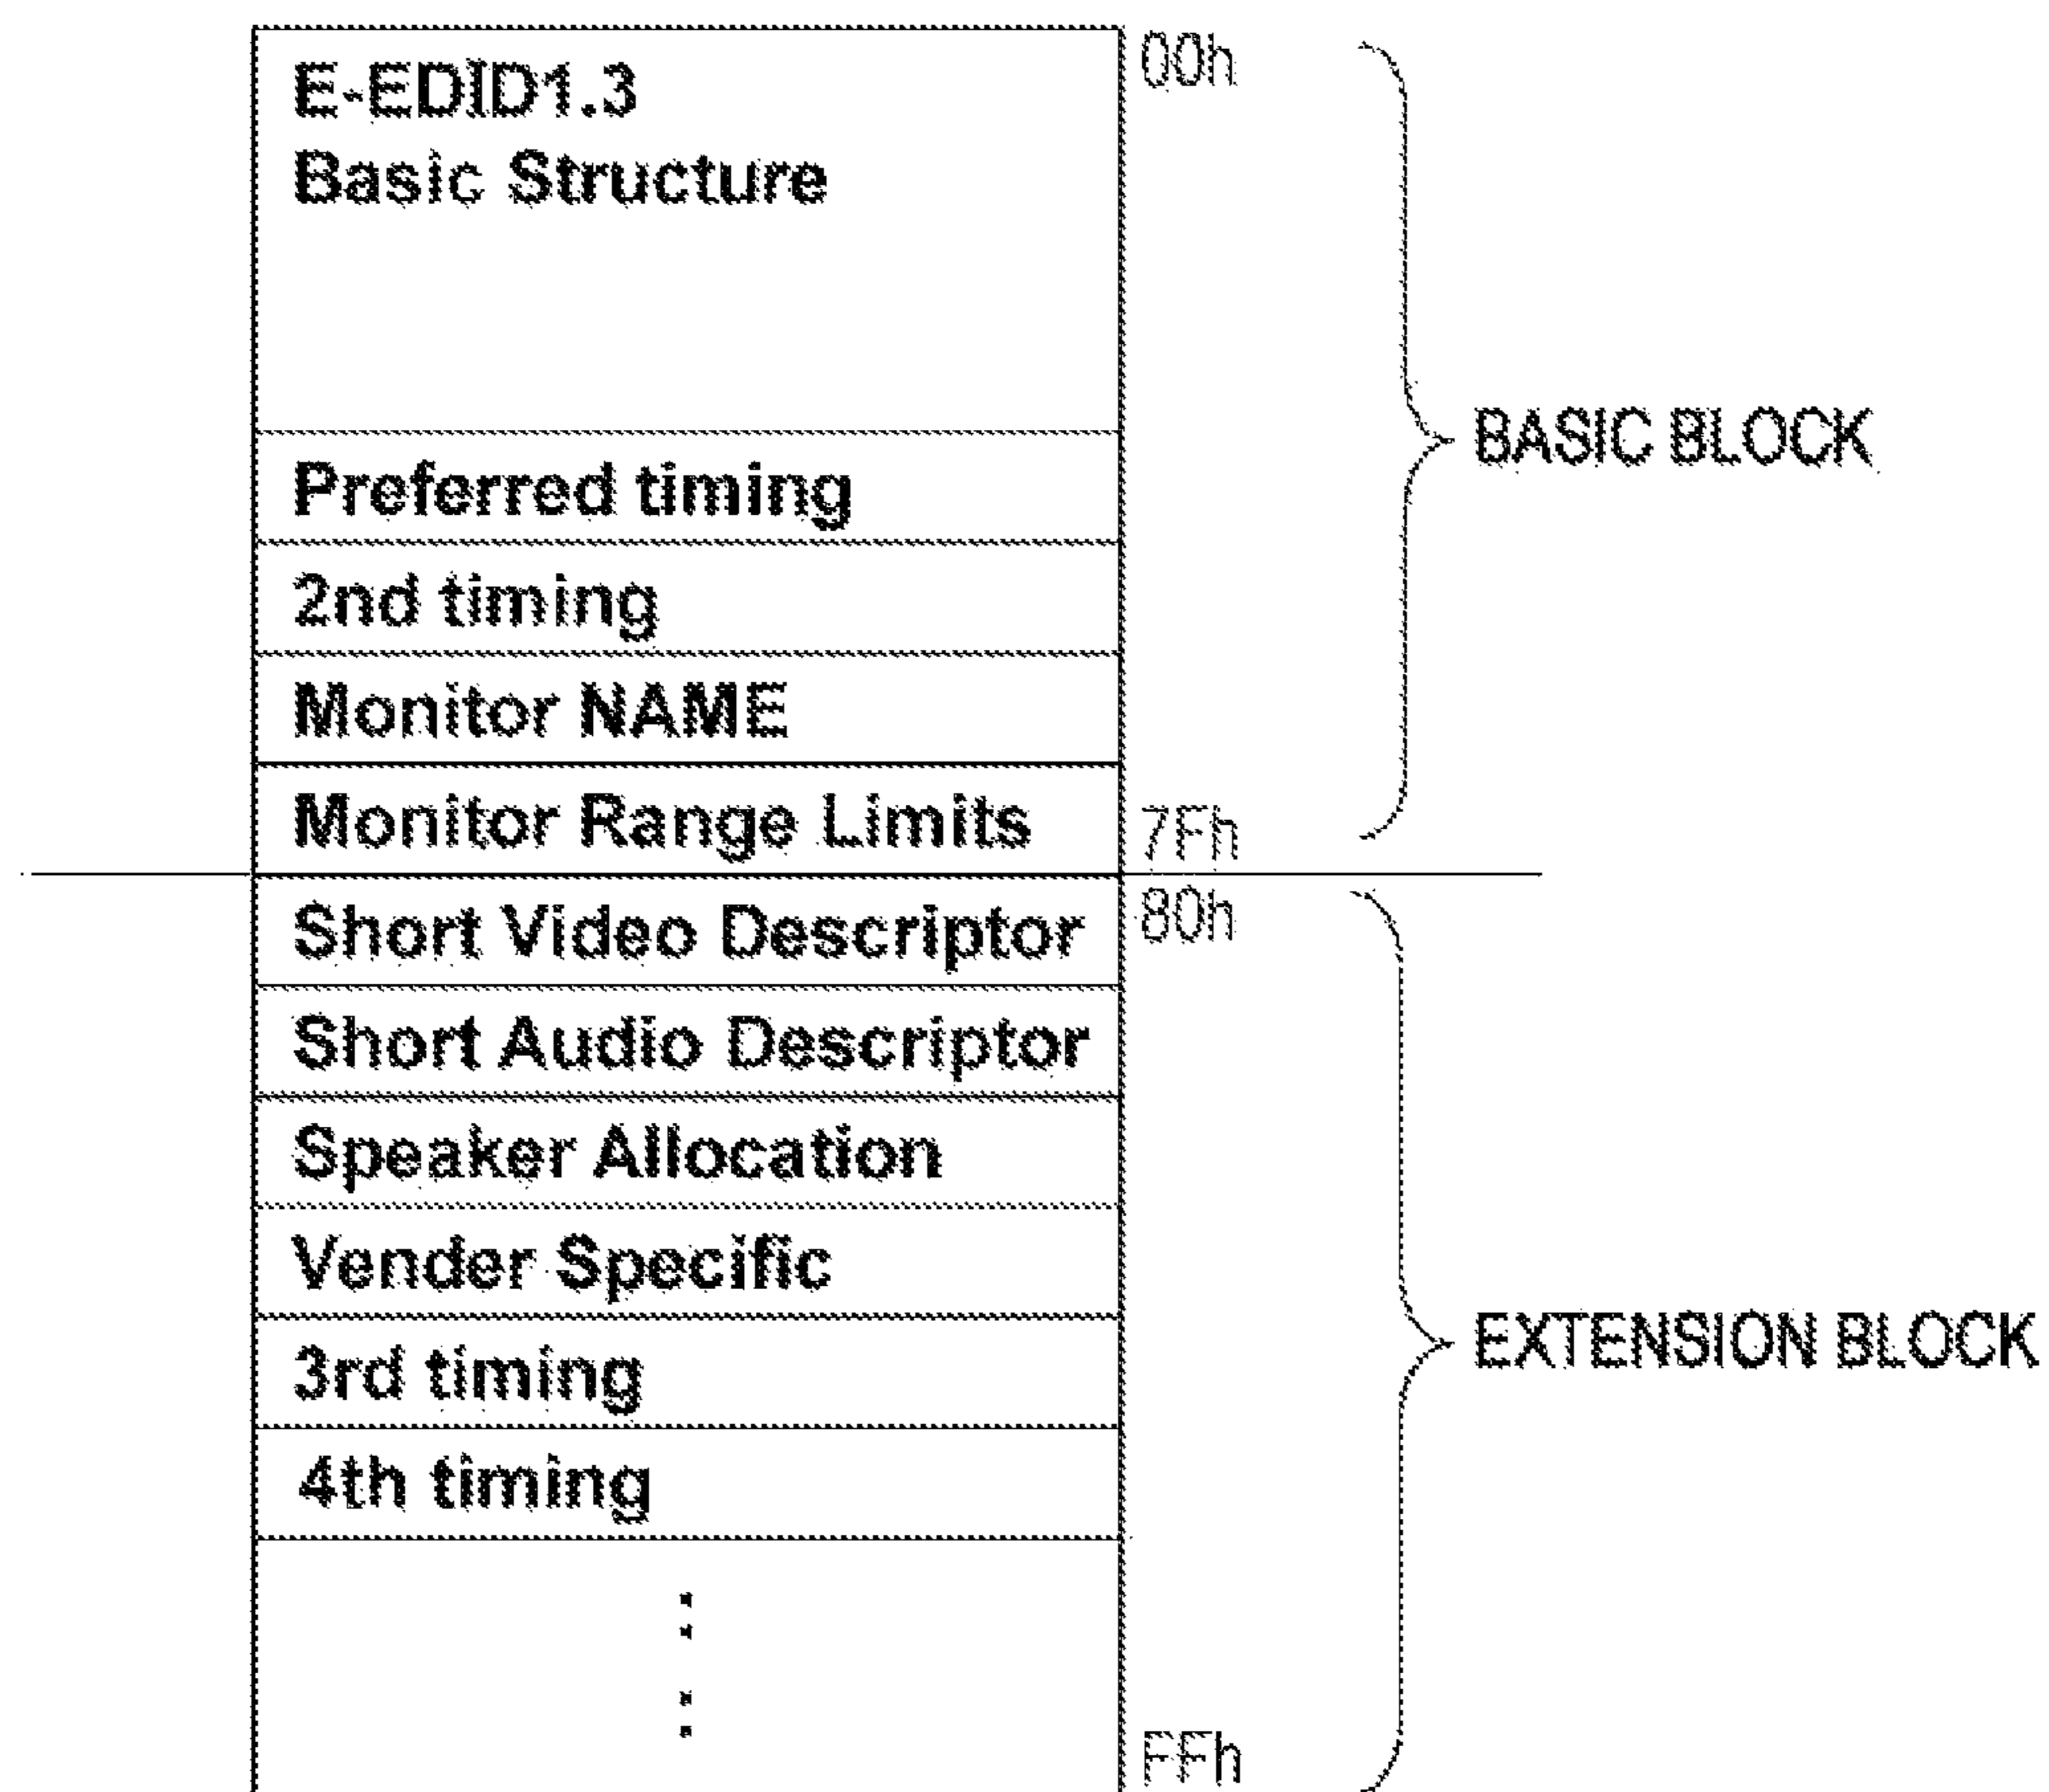 E-EDID1.3
Basic Structure
00h
BASIC BLOCK
Preferred timing
2nd timing
Monitor NAME
Monitor Range Limits
7Fh
Short Video Descriptor
80h
Short Audio Descriptor
Speaker Allocation
Vender Specific
3rd timing
EXTENSION BLOCK
4th timing
FFh